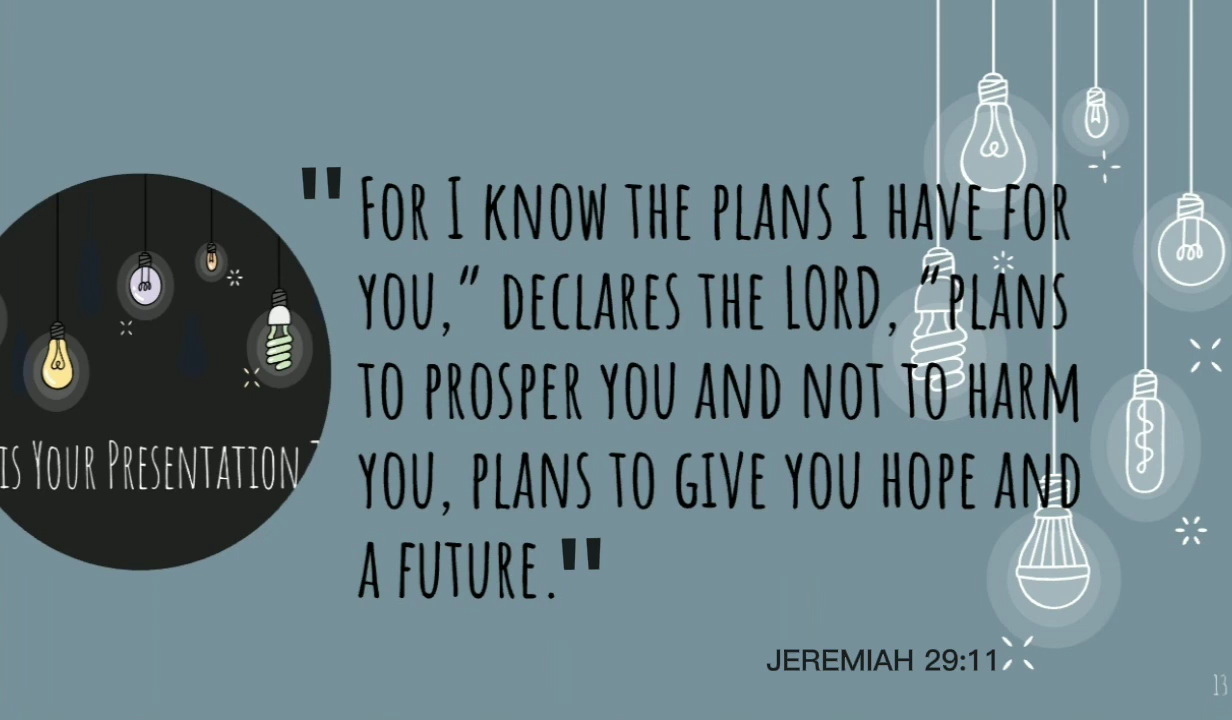 IS YOUR PRESENTATION
"FOR I KNOW THE PLANS I HAVE FOR
YOU,” DECLARES THE LORD, “PLANS
TO PROSPER YOU AND NOT TO HARM
YOU, PLANS TO GIVE YOU HOPE AND
A FUTURE."
JEREMIAH 29:11
13